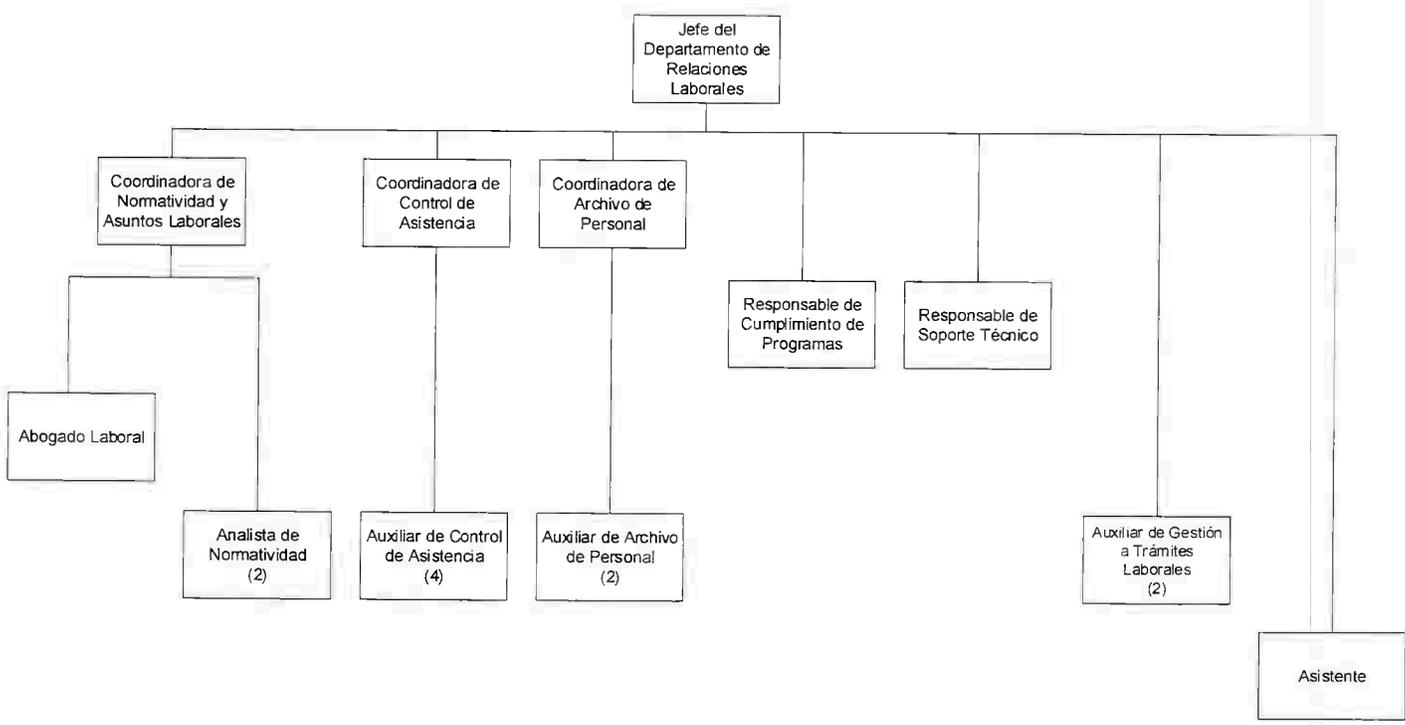 Jefe del
Departamento de
Relaciones
Laborales
Coordinadora de
Normatividad y
Asuntos Laborales
Coordinadora de
Control de
Asistencia
Coordinadora de
Archivo de
Personal
Responsable de
Cumplimiento de
Programas
Responsable de
Soporte Técnico
Abogado Laboral
Analista de
Normatividad
(2)
Auxiliar de Control
de Asistencia
(4)
Auxiliar de Archivo
de Personal
(2)
Auxiliar de Gestión
a Trámites
Laborales
(2)
Asistente